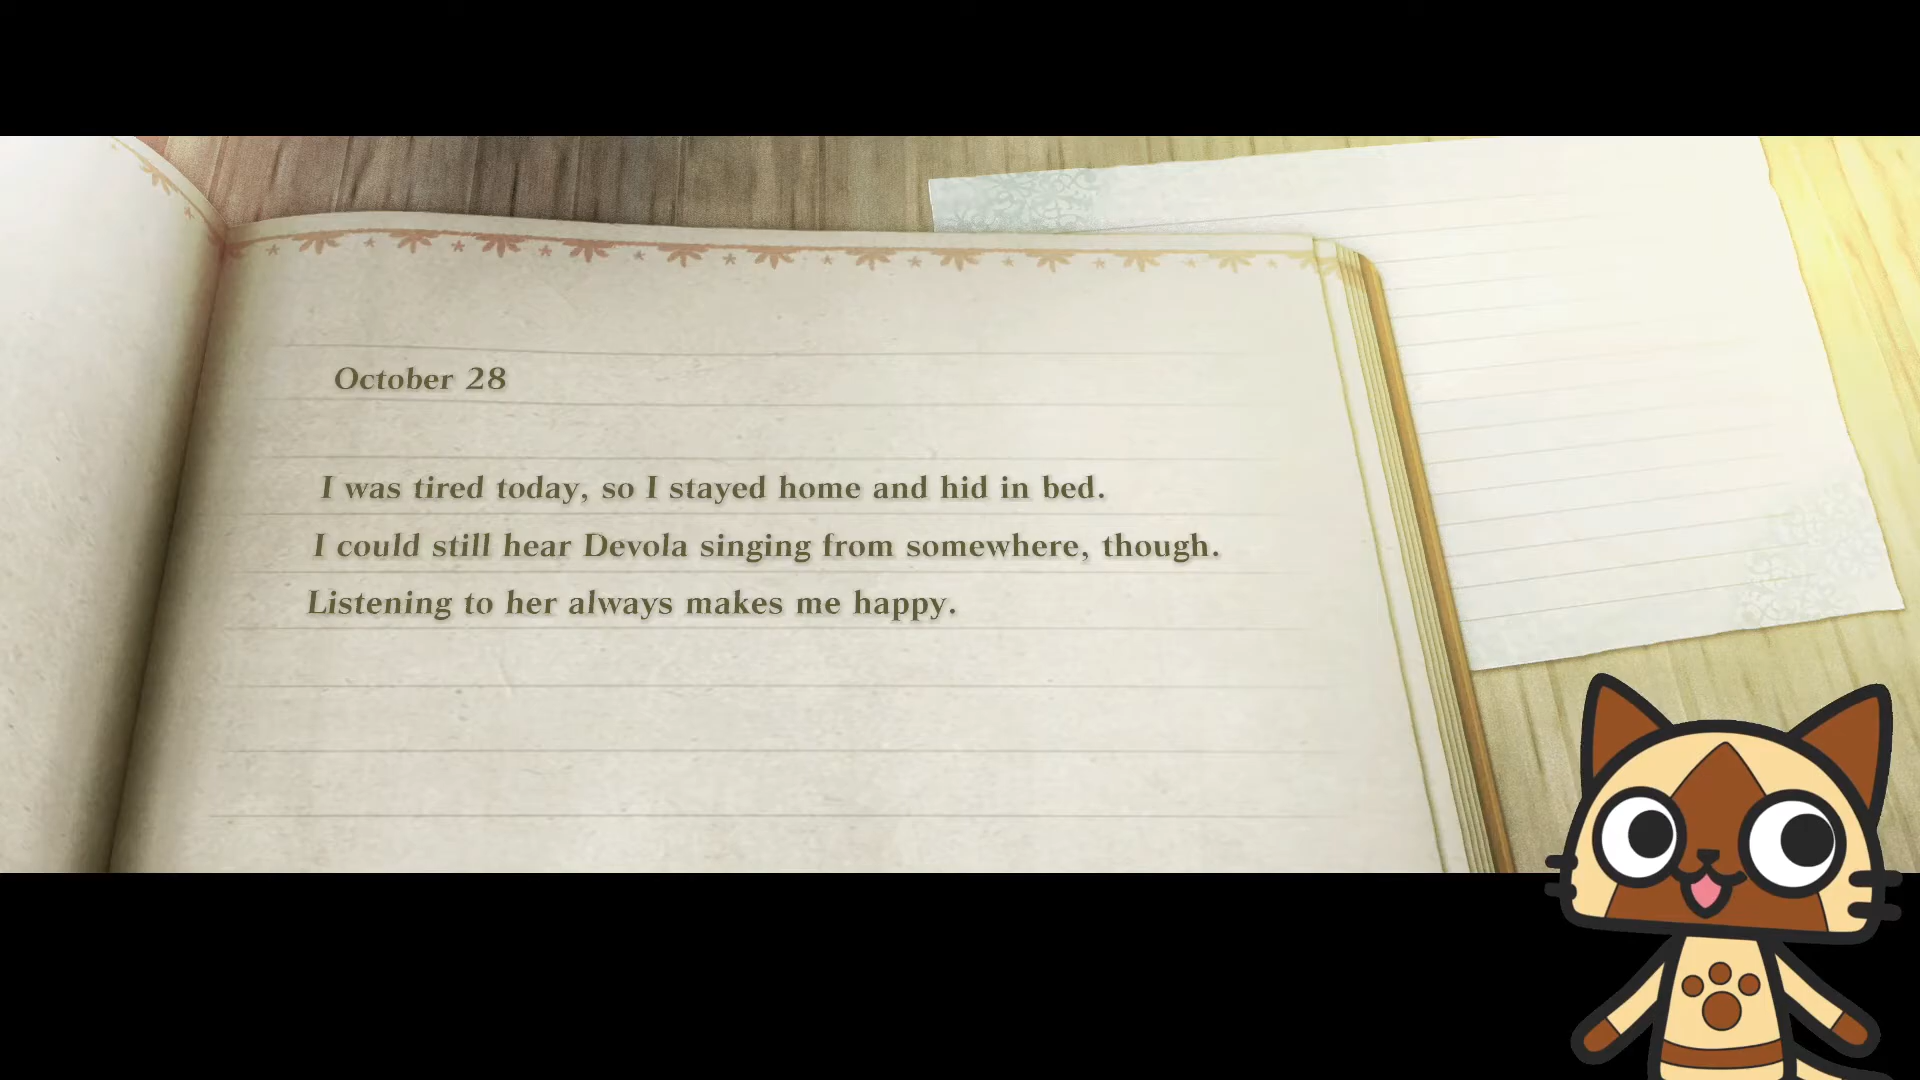 October 28
I was tired today, so I stayed home and hid in bed.
I could still hear Devola singing from somewhere, though.
Listening to her always makes me happy.